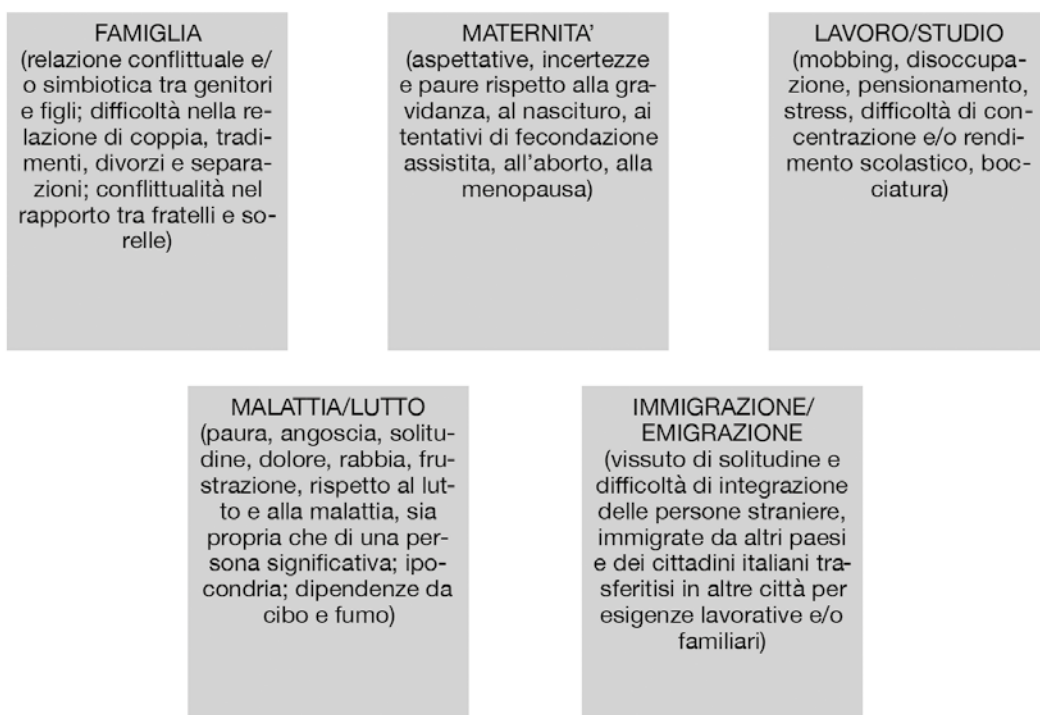 FAMIGLIA
(relazione conflittuale e/
o simbiotica tra genitori
e figli; difficoltà nella re-
lazione di coppia, tradi-
menti, divorzi e separa-
zioni; conflittualità nel
rapporto tra fratelli e so-
relle)
MATERNITA’
(aspettative, incertezze
e paure rispetto alla gra-
vidanza, al nascituro, ai
tentativi di fecondazione
assistita, all’aborto, alla
menopausa)
LAVORO/STUDIO
(mobbing, disoccupa-
zione, pensionamento,
stress, difficoltà di con-
centrazione e/o rendi-
mento scolastico, boc-
ciatura)
MALATTIA/LUTTO
(paura, angoscia, solitu-
dine, dolore, rabbia, fru-
strazione, rispetto al lut-
to e alla malattia, sia
propria che di una per-
sona significativa; ipo-
condria; dipendenze da
cibo e fumo)
IMMIGRAZIONE/
EMIGRAZIONE
(vissuto di solitudine e
difficoltà di integrazione
delle persone straniere,
immigrate da altri paesi
e dei cittadini italiani tra-
sferitisi in altre città per
esigenze lavorative e/o
familiari)